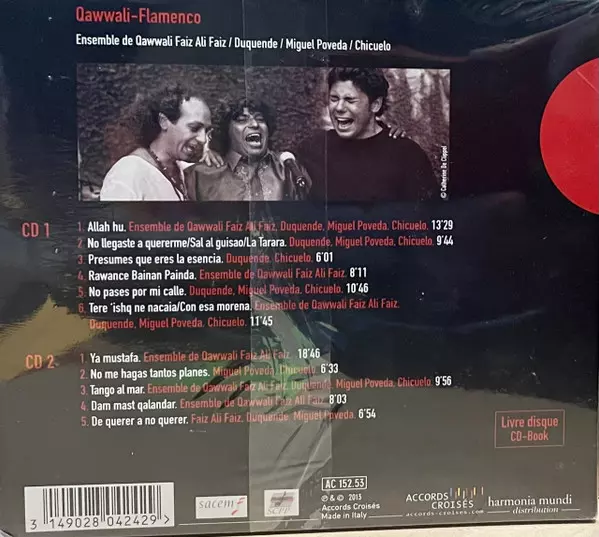 Qawwali-Flamenco
Ensemble de Qawwali Faiz Ali Faiz / Duquende / Miguel Poveda / Chicuelo
© Catherine De Clippel
CD 1
1. Allah hu. Ensemble de Qawwali Faiz Ali Faiz, Duquende, Miguel Poveda, Chicuelo. 13'29
2. No llegaste a quererme/Sal al guisao/La Tarara. Duquende, Miguel Poveda, Chicuelo. 9'44
3. Presumes que eres la esencia. Duquende, Chicuelo. 6'01
4. Rawance Bainan Painda. Ensemble de Qawwali Faiz Ali Faiz. 8'11
5. No pases por mi calle. Duquende, Miguel Poveda, Chicuelo. 10'46
6. Tere 'ishq ne nacaia/Con esa morena. Ensemble de Qawwali Faiz Ali Faiz.
Duquende, Miguel Poveda, Chicuelo. 11'45
CD 2
1. Ya mustafa. Ensemble de Qawwali Faiz Ali Faiz. 18'46
2. No me hagas tantos planes. Miguel Poveda, Chicuelo. 6'33
3. Tango al mar. Ensemble de Qawwali Faiz Ali Faiz, Duquende, Miguel Poveda, Chicuelo. 9'56
4. Dam mast qalandar. Ensemble de Qawwali Faiz Ali Faiz. 8'03
5. De querer a no querer. Faiz Ali Faiz, Duquende, Miguel Poveda. 6'54
Livre disque
CD-Book
3 149028 042429 >
sacem
SCPP
AC 152.53
℗ & © 2013
Accords Croisés
Made in Italy
ACCORDS
CROISÉS
accords-croises.com
harmonia mundi
distribution